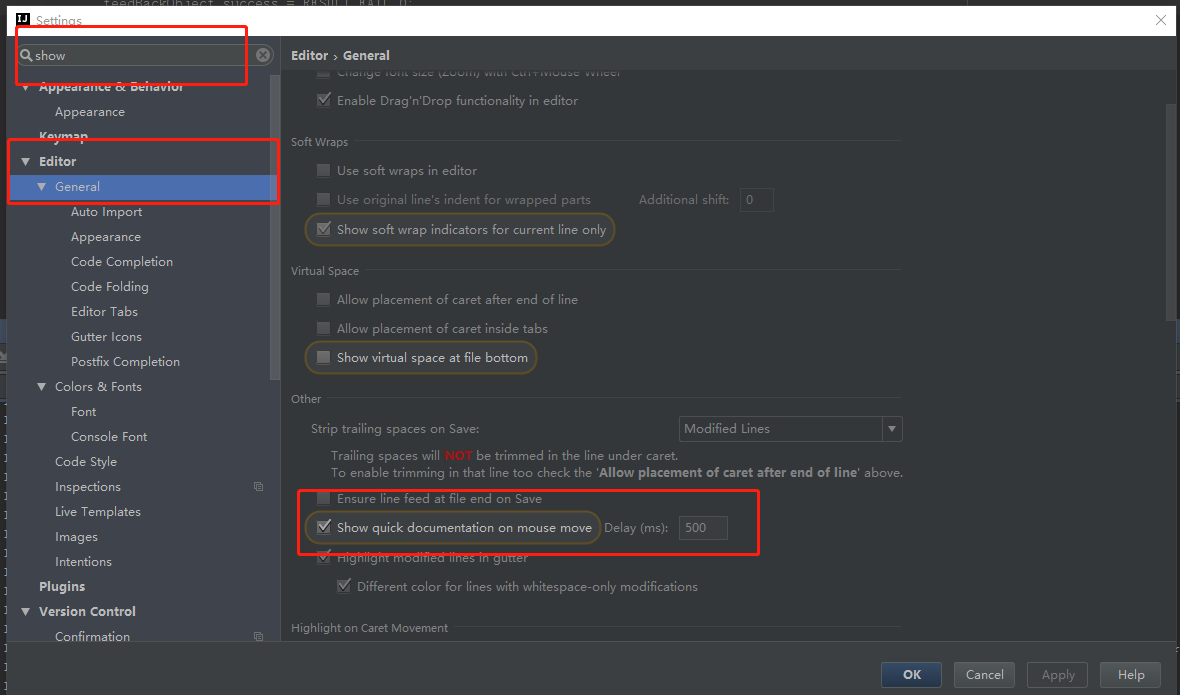 feedBackObject.success = RESULT_FAIL_0;
IJ Settings
show
Appearance & Behavior
Appearance
Keymap
Editor
General
Auto Import
Appearance
Code Completion
Code Folding
Editor Tabs
Gutter Icons
Postfix Completion
Colors & Fonts
Font
Console Font
Code Style
Inspections
Live Templates
Images
Intentions
Plugins
Version Control
Confirmation
Editor › General
Change font size (Zoom) with Ctrl+Mouse Wheel
Enable Drag'n'Drop functionality in editor
Soft Wraps
Use soft wraps in editor
Use original line's indent for wrapped parts Additional shift: 0
Show soft wrap indicators for current line only
Virtual Space
Allow placement of caret after end of line
Allow placement of caret inside tabs
Show virtual space at file bottom
Other
Strip trailing spaces on Save: Modified Lines
Trailing spaces will NOT be trimmed in the line under caret.
To enable trimming in that line too check the 'Allow placement of caret after end of line' above.
Ensure line feed at file end on Save
Show quick documentation on mouse move Delay (ms): 500
Highlight modified lines in gutter
Different color for lines with whitespace-only modifications
Highlight on Caret Movement
OK Cancel Apply Help